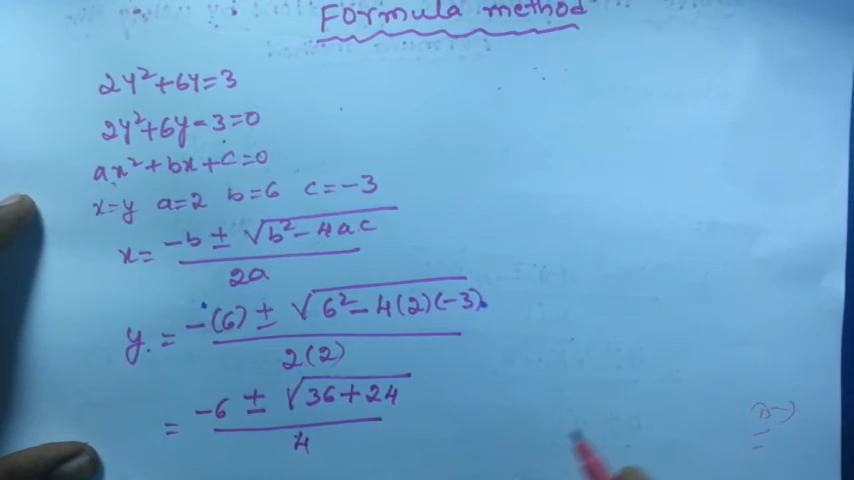 Formula method
2y²+6y=3
2y²+6y-3=0
ax²+bx+c=0
x=y a=2 b=6 c=-3
x= -b ± √b²-4ac / 2a
y. = -(6) ± √6²-4(2)(-3) / 2(2)
= -6 ± √36+24 / 4